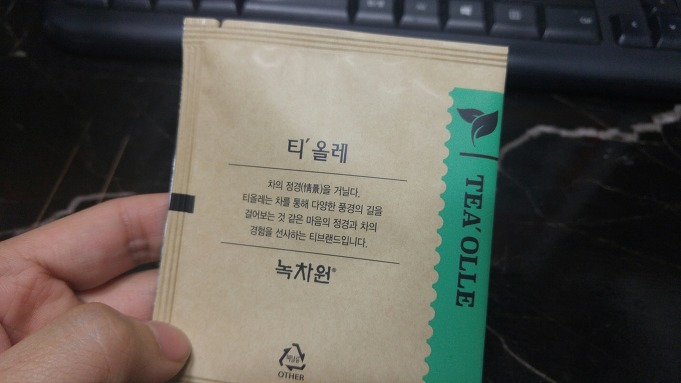 티´올레
차의 정경(情景)을 거닐다.
티올레는 차를 통해 다양한 풍경의 길을
걸어보는 것 같은 마음의 정경과 차의
경험을 선사하는 티브랜드입니다.
녹차원®
OTHER
TEA´OLLE